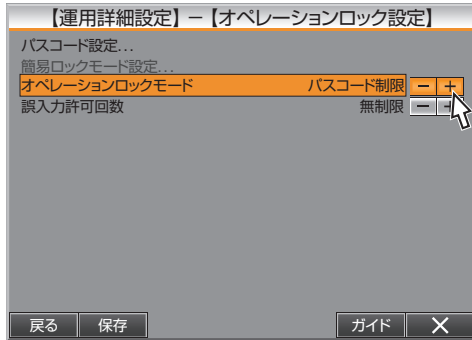 【運用詳細設定】－【オペレーションロック設定】
パスコード設定...
簡易ロックモード設定...
オペレーションロックモード パスコード制限 － ＋
誤入力許可回数 無制限 － ＋
戻る 保存 ガイド ×